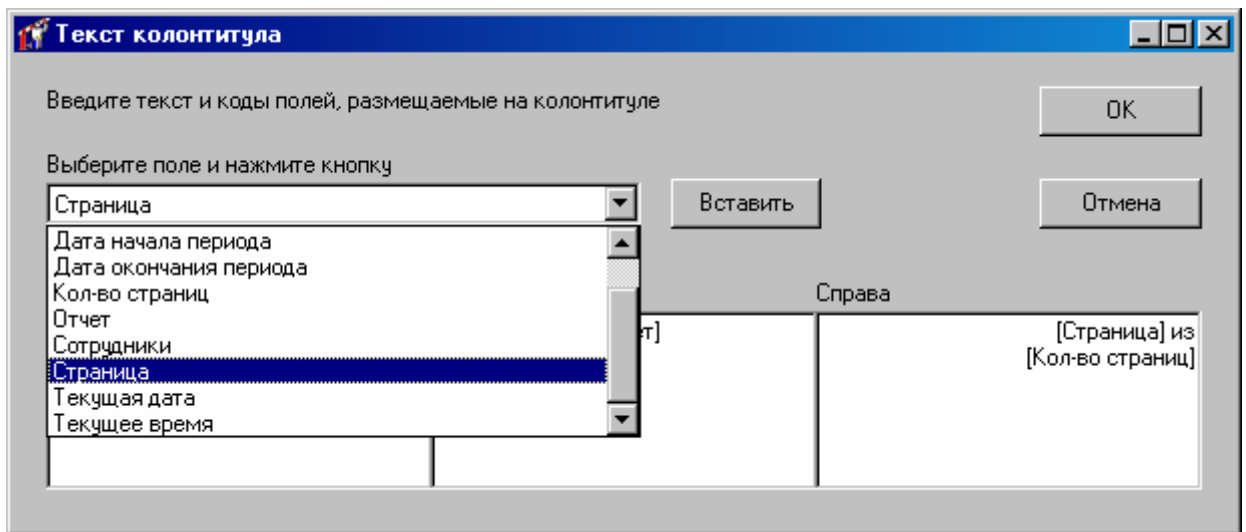 Текст колонтитула
Введите текст и коды полей, размещаемые на колонтитуле
OK
Выберите поле и нажмите кнопку
Страница
Вставить
Отмена
Дата начала периода
Дата окончания периода
Кол-во страниц
Отчет
Сотрудники
Страница
Текущая дата
Текущее время
Справа
[Страница] из
[Кол-во страниц]